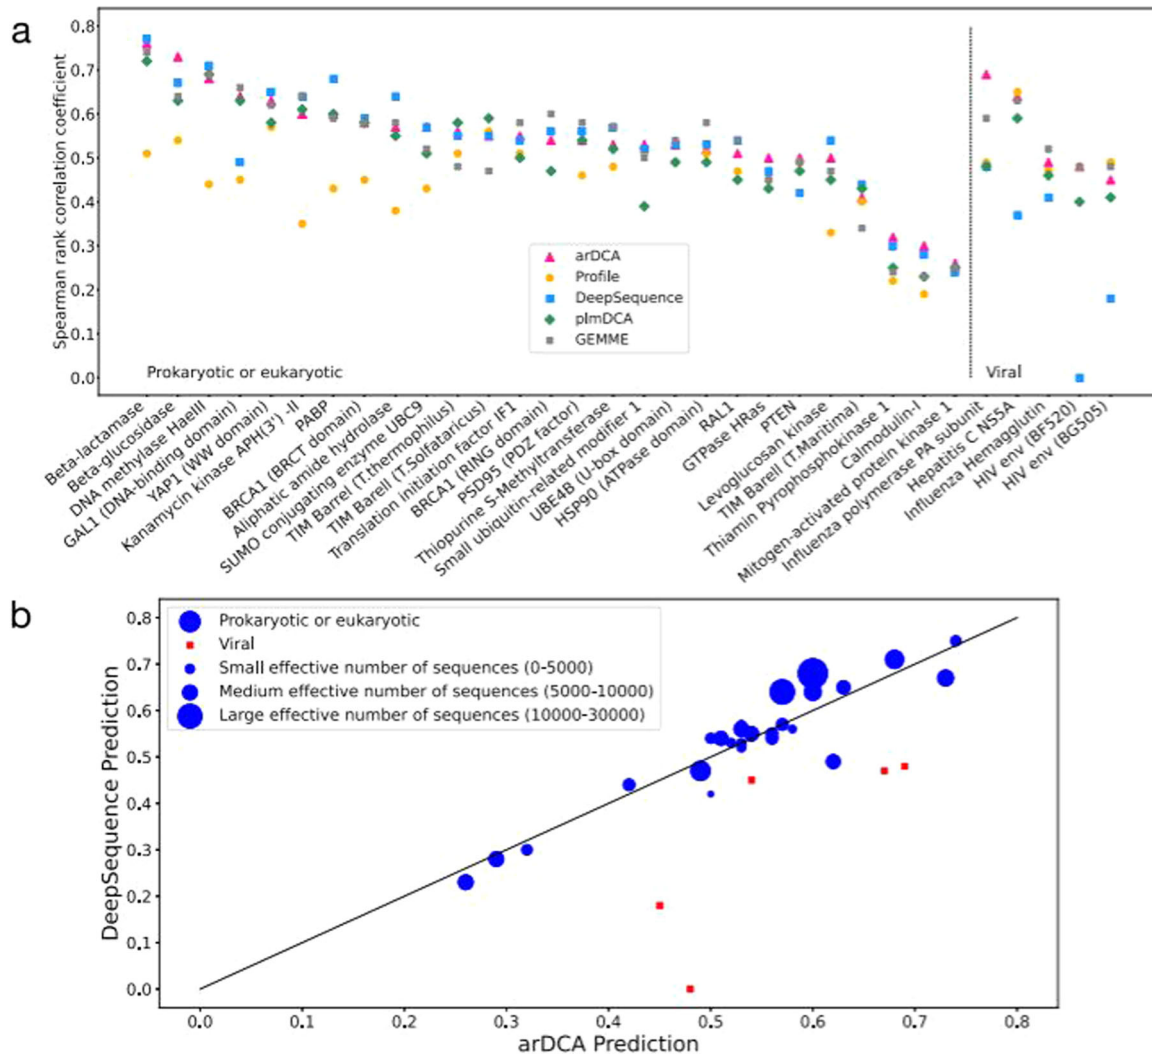 a
Spearman rank correlation coefficient
0.8
0.7
0.6
0.5
0.4
0.3
0.2
0.1
0.0
arDCA
Profile
DeepSequence
plmDCA
GEMME
Prokaryotic or eukaryotic
Viral
Beta-lactamase
Beta-glucosidase
DNA methylase HaeIII
GAL1 (DNA-binding domain)
YAP1 (WW domain)
Kanamycin kinase APH(3') -II
PABP
BRCA1 (BRCT domain)
Aliphatic amide hydrolase
SUMO conjugating enzyme UBC9
TIM Barrel (T.thermophilus)
TIM Barell (T.Solfataricus)
Translation initiation factor IF1
BRCA1 (RING domain)
PSD95 (PDZ factor)
Thiopurine S-Methyltransferase
Small ubiquitin-related modifier 1
UBE4B (U-box domain)
HSP90 (ATPase domain)
RAL1
GTPase HRas
PTEN
Levoglucosan kinase
TIM Barell (T.Maritima)
Thiamin Pyrophosphokinase 1
Calmodulin-I
Mitogen-activated protein kinase 1
Influenza polymerase PA subunit
Hepatitis C NS5A
Influenza Hemagglutin
HIV env (BF520)
HIV env (BG505)
b
DeepSequence Prediction
0.8
0.7
0.6
0.5
0.4
0.3
0.2
0.1
0.0
Prokaryotic or eukaryotic
Viral
Small effective number of sequences (0-5000)
Medium effective number of sequences (5000-10000)
Large effective number of sequences (10000-30000)
0.0 0.1 0.2 0.3 0.4 0.5 0.6 0.7 0.8
arDCA Prediction